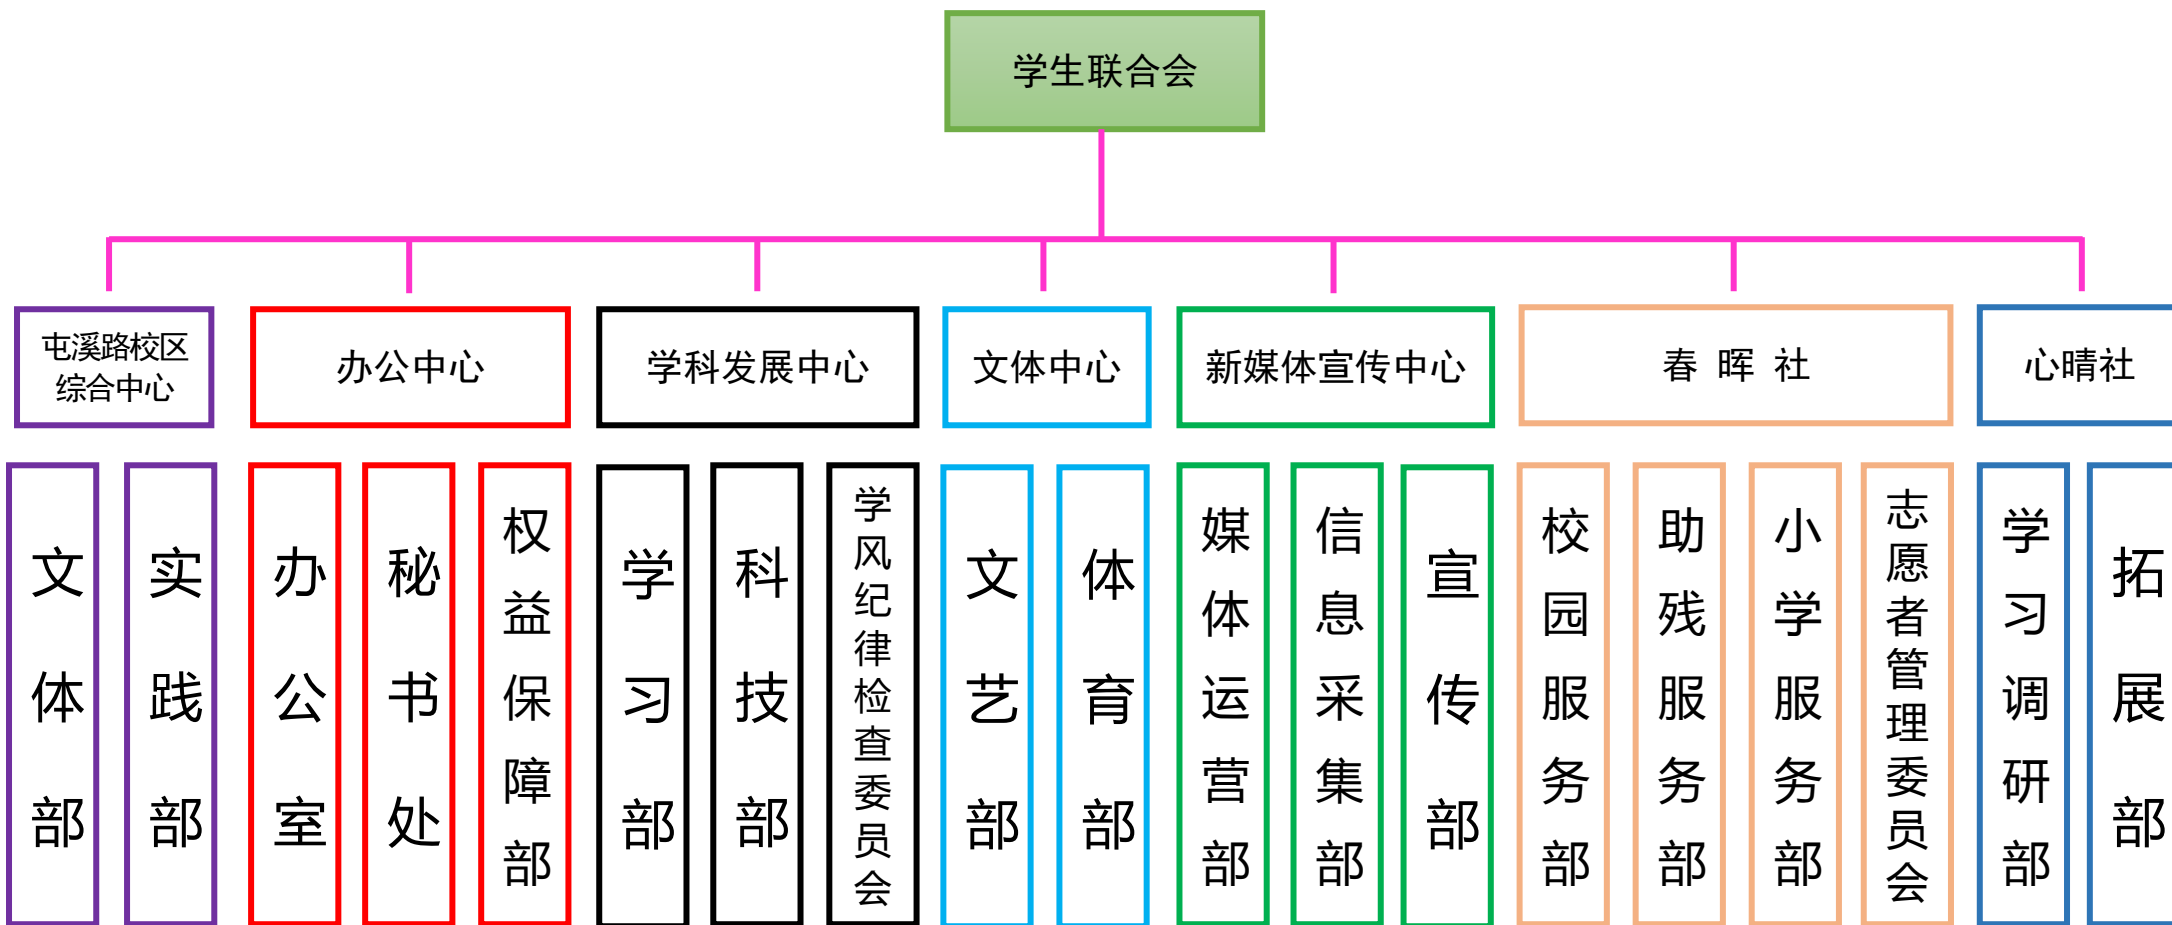 学生联合会
屯溪路校区
综合中心
办公中心
学科发展中心
文体中心
新媒体宣传中心
春 晖 社
心晴社
文体部
实践部
办公室
秘书处
权益保障部
学习部
科技部
学风纪律检查委员会
文艺部
体育部
媒体运营部
信息采集部
宣传部
校园服务部
助残服务部
小学服务部
志愿者管理委员会
学习调研部
拓展部